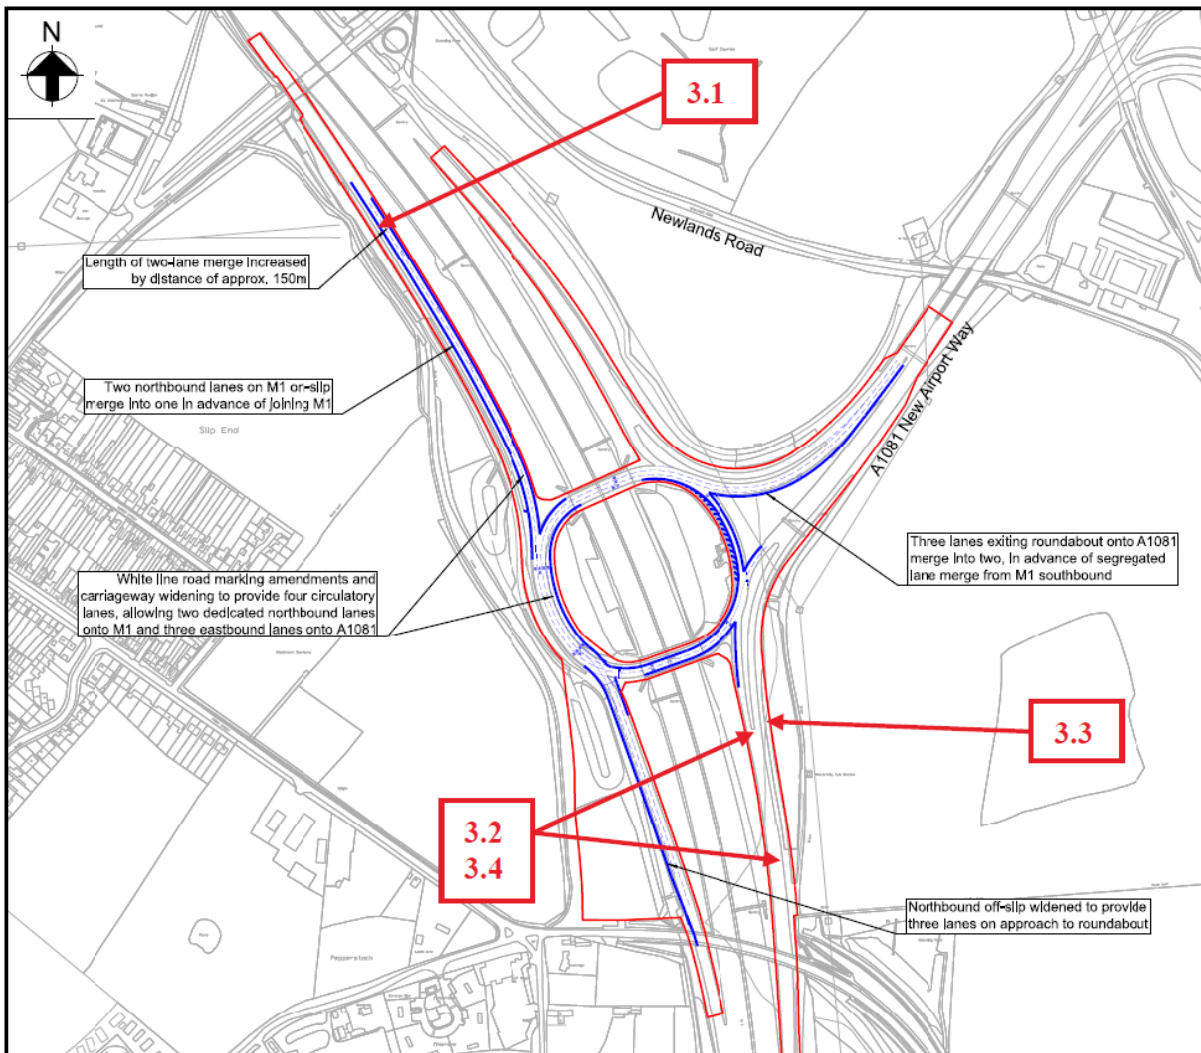 N
3.1
Newlands Road
Length of two-lane merge increased
by distance of approx. 150m
Two northbound lanes on M1 on-slip
merge into one in advance of joining M1
Slip End
A1081 New Airport Way
Three lanes exiting roundabout onto A1081
merge into two, in advance of segregated
lane merge from M1 southbound
White line road marking amendments and
carriageway widening to provide four circulatory
lanes, allowing two dedicated northbound lanes
onto M1 and three eastbound lanes onto A1081
3.3
3.2
3.4
Northbound off-slip widened to provide
three lanes on approach to roundabout
Pepperstock